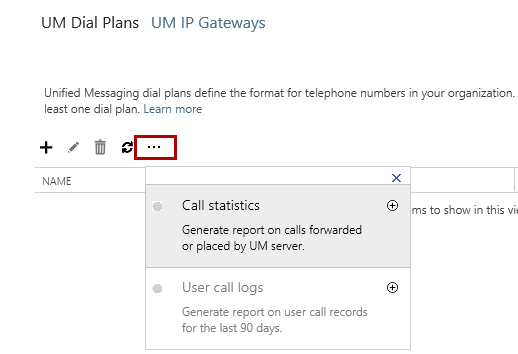 UM Dial Plans UM IP Gateways
Unified Messaging dial plans define the format for telephone numbers in your organization.
least one dial plan. Learn more
NAME
Call statistics
Generate report on calls forwarded
or placed by UM server.
to show in this
User call logs
Generate report on user call records
for the last 90 days.